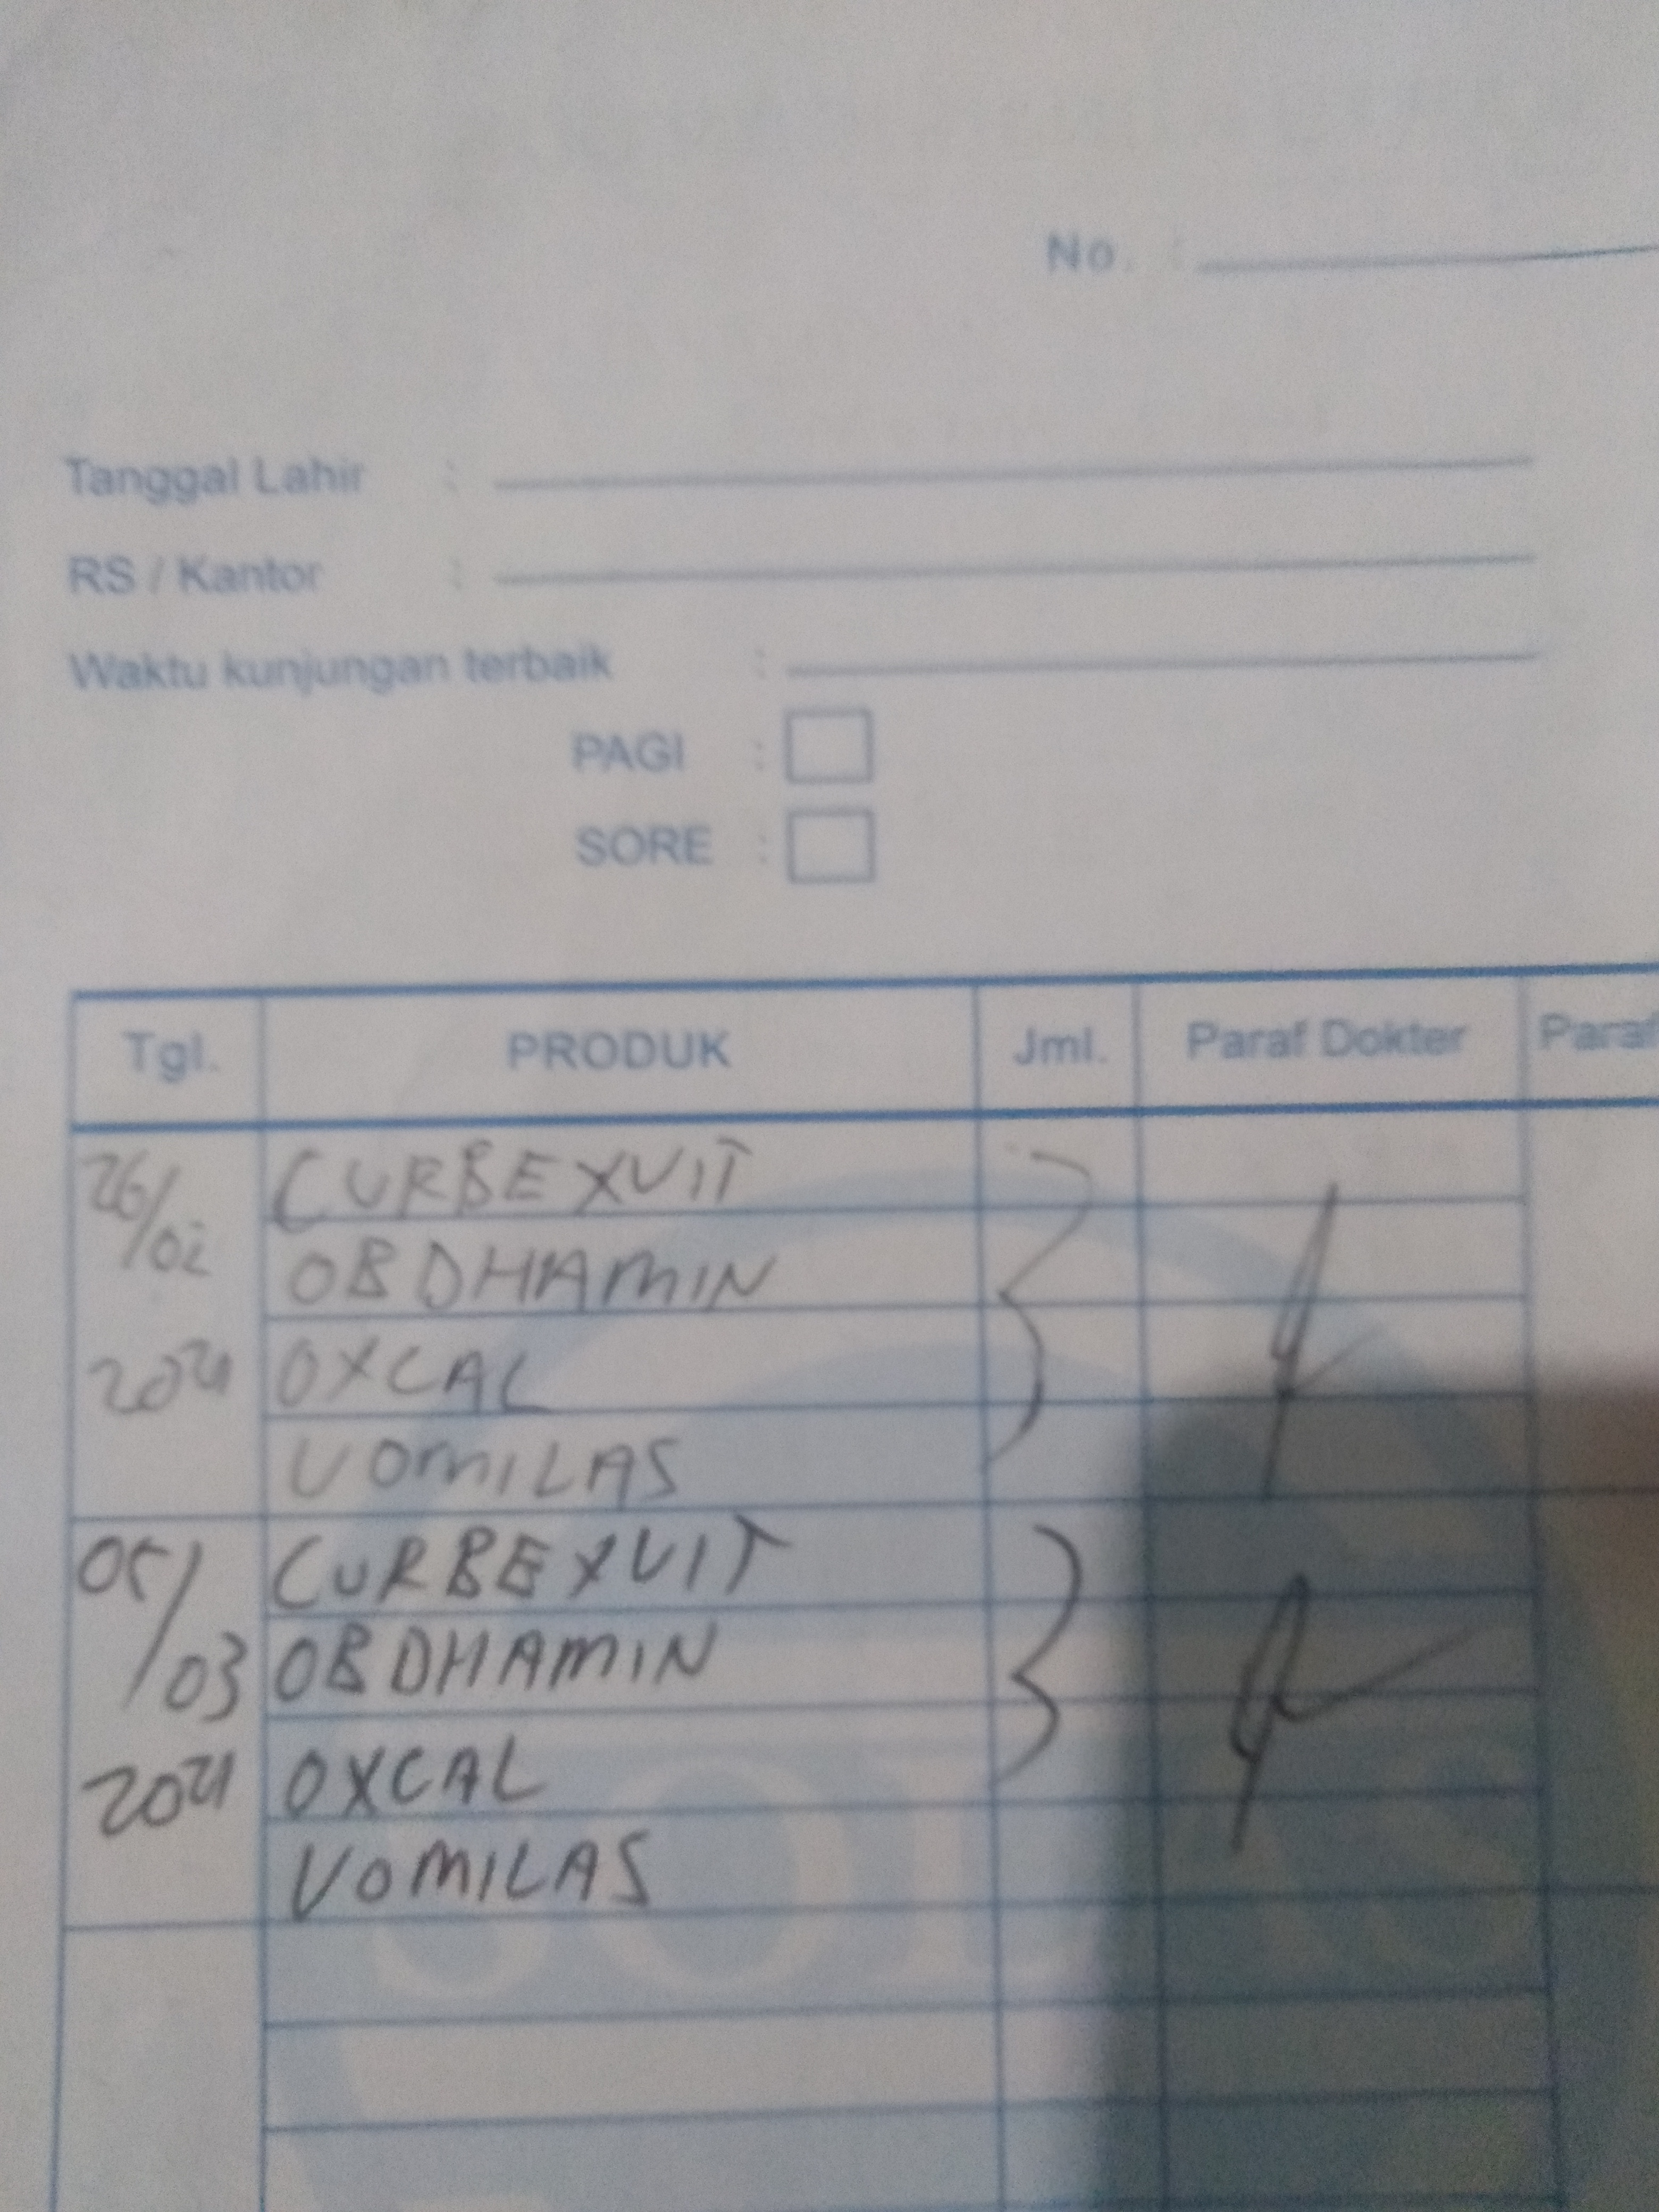 No. :
Tanggal Lahir :
RS / Kantor :
Waktu kunjungan terbaik :
PAGI :
SORE :
Tgl. PRODUK Jml. Paraf Dokter Paraf
26/02 CURBEXVIT
OBDHAMIN
2021 OXCAL
VOMILAS
05/03 CURBEXVIT
OBDHAMIN
2021 OXCAL
VOMILAS